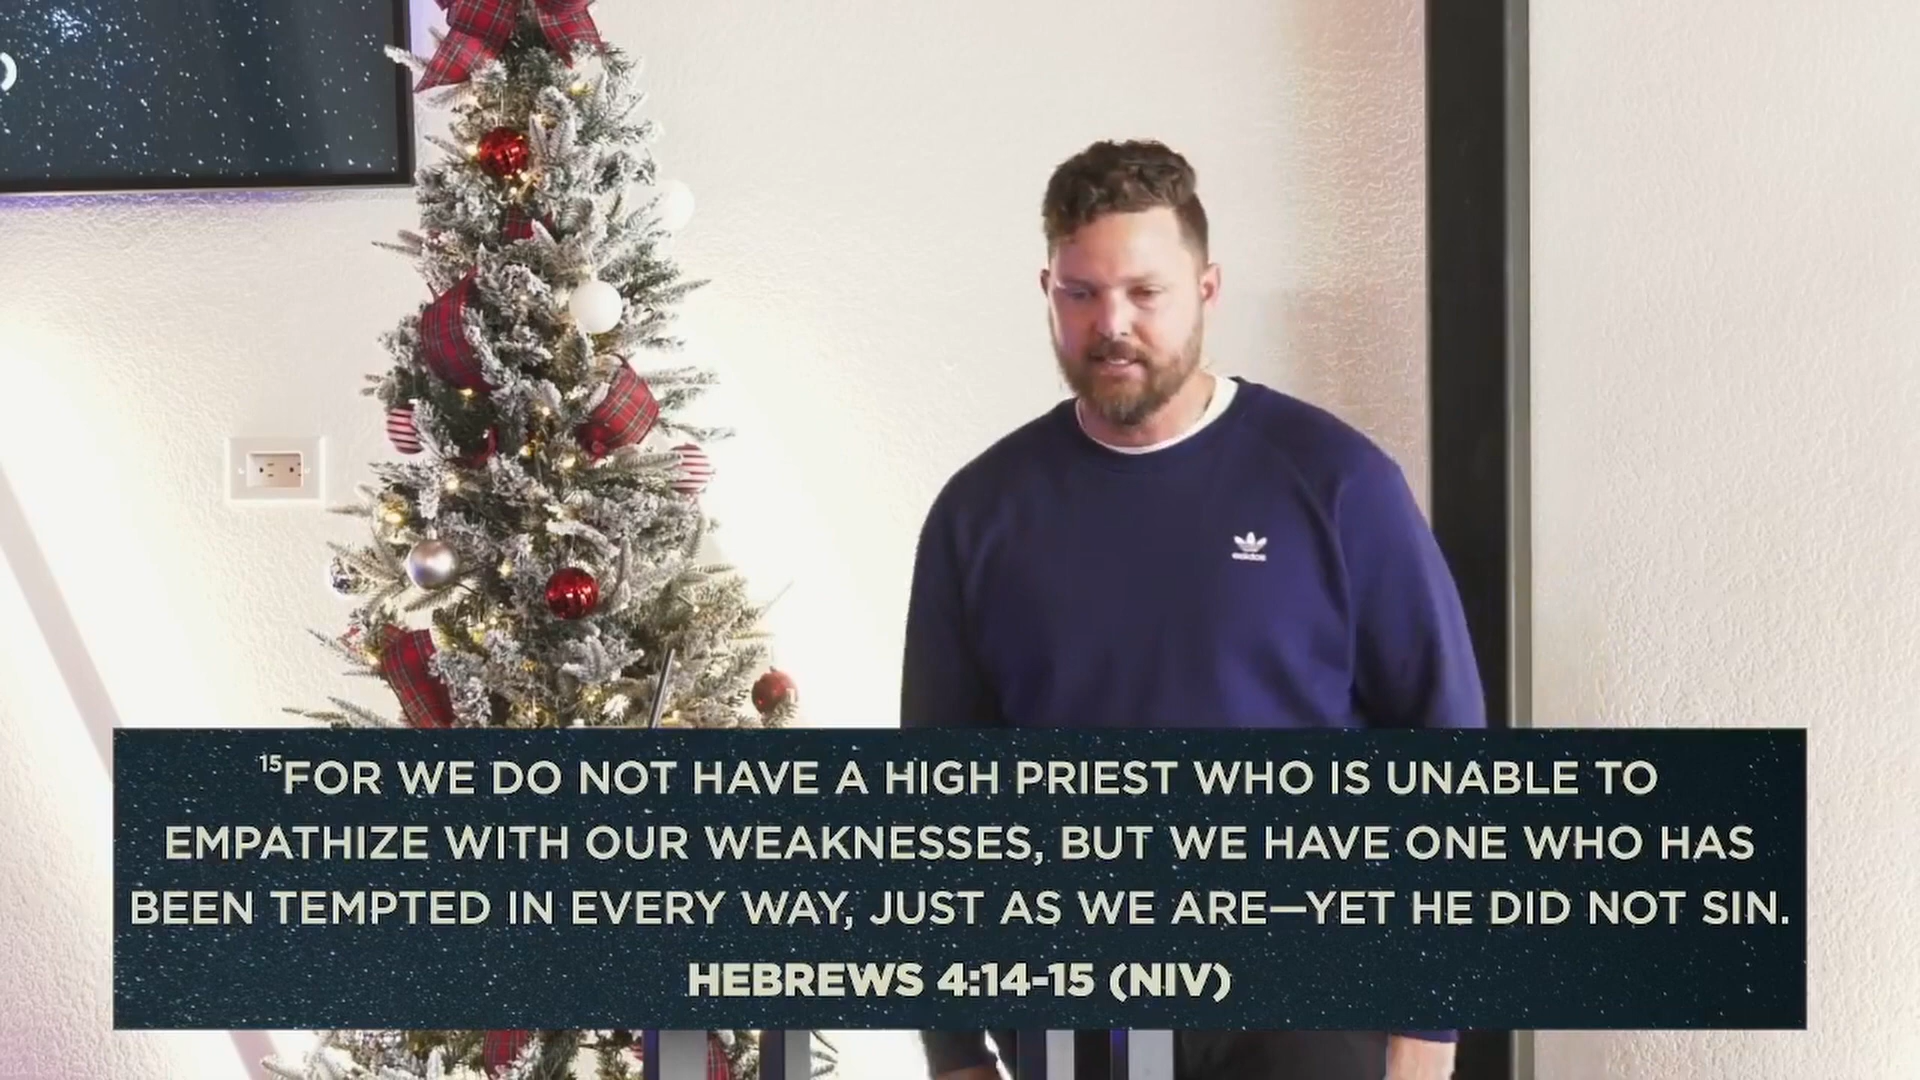 ¹⁵FOR WE DO NOT HAVE A HIGH PRIEST WHO IS UNABLE TO
EMPATHIZE WITH OUR WEAKNESSES, BUT WE HAVE ONE WHO HAS
BEEN TEMPTED IN EVERY WAY, JUST AS WE ARE—YET HE DID NOT SIN.
HEBREWS 4:14-15 (NIV)
adidas